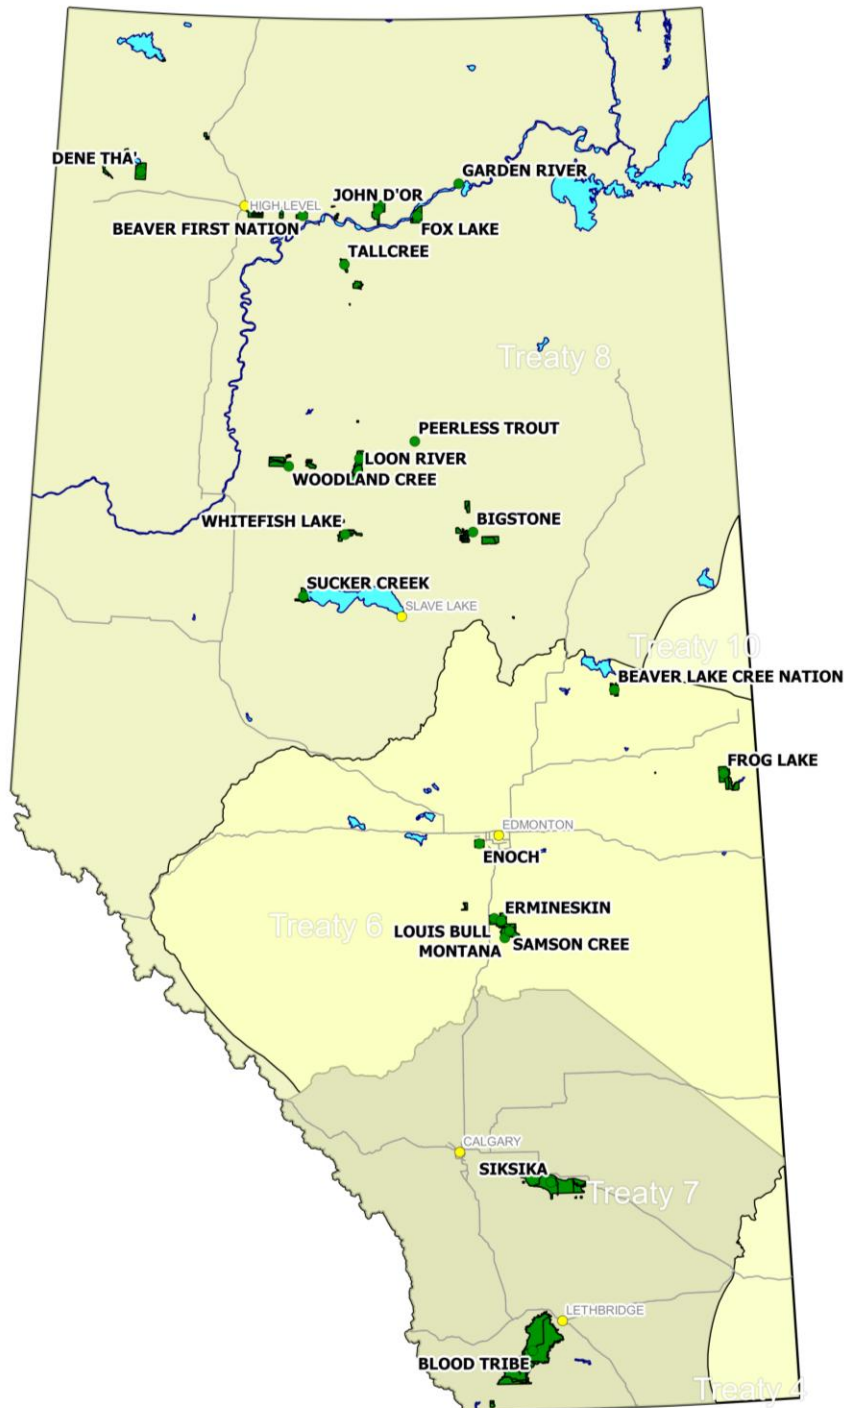 DENE THA'
GARDEN RIVER
JOHN D'OR
HIGH LEVEL
BEAVER FIRST NATION
FOX LAKE
TALLCREE
Treaty 8
PEERLESS TROUT
LOON RIVER
WOODLAND CREE
WHITEFISH LAKE
BIGSTONE
SUCKER CREEK
SLAVE LAKE
Treaty 10
BEAVER LAKE CREE NATION
FROG LAKE
EDMONTON
ENOCH
ERMINESKIN
Treaty 6
LOUIS BULL
SAMSON CREE
MONTANA
CALGARY
SIKSIKA
Treaty 7
LETHBRIDGE
BLOOD TRIBE
Treaty 4